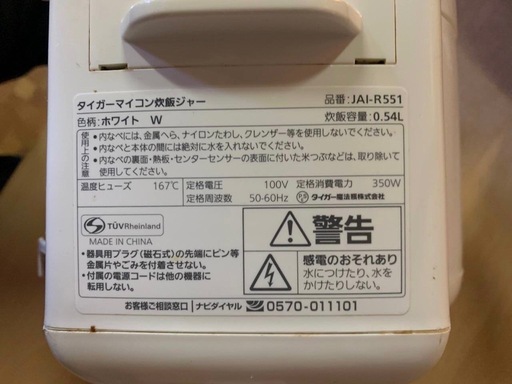 タイガーマイコン炊飯ジャー 品番：JAI-R551
色柄：ホワイト W 炊飯容量：0.54L
使用上の注意
•内なべには、金属へら、ナイロンたわし、クレンザー等を使用しないでください。
•内なべと本体の間には絶対に水を入れないでください。
•内なべの裏面・熱板・センターセンサーの表面に付いた米つぶなどは、取り除いて
使用してください。
温度ヒューズ 167℃ 定格電圧 100V 定格消費電力 350W
定格周波数 50-60Hz タイガー魔法瓶株式会社
TÜVRheinland
MADE IN CHINA
•器具用プラグ（磁石式）の先端にピン等
金属片やごみを付着させない。
•付属の電源コードは他の機器に
転用しない。
警告
感電のおそれあり
水につけたり、水を
かけたりしない。
お客様ご相談窓口 ナビダイヤル 0570-011101